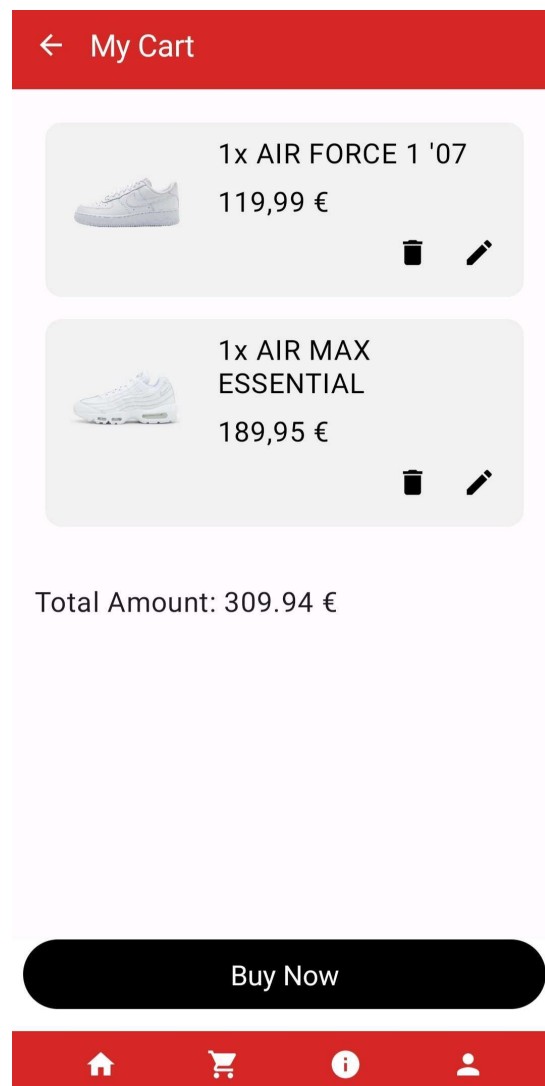 My Cart
1x AIR FORCE 1 '07
119,99 €
1x AIR MAX
ESSENTIAL
189,95 €
Total Amount: 309.94 €
Buy Now